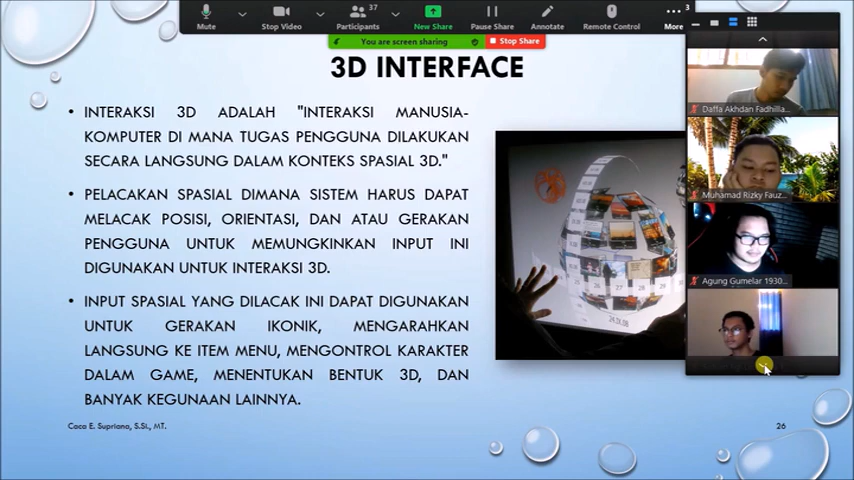 37
3
Mute
Stop Video
Participants
New Share
Pause Share
Annotate
Remote Control
More
You are screen sharing
Stop Share
3D INTERFACE
• INTERAKSI 3D ADALAH "INTERAKSI MANUSIA-
KOMPUTER DI MANA TUGAS PENGGUNA DILAKUKAN
SECARA LANGSUNG DALAM KONTEKS SPASIAL 3D."
• PELACAKAN SPASIAL DIMANA SISTEM HARUS DAPAT
MELACAK POSISI, ORIENTASI, DAN ATAU GERAKAN
PENGGUNA UNTUK MEMUNGKINKAN INPUT INI
DIGUNAKAN UNTUK INTERAKSI 3D.
• INPUT SPASIAL YANG DILACAK INI DAPAT DIGUNAKAN
UNTUK GERAKAN IKONIK, MENGARAHKAN
LANGSUNG KE ITEM MENU, MENGONTROL KARAKTER
DALAM GAME, MENENTUKAN BENTUK 3D, DAN
BANYAK KEGUNAAN LAINNYA.
Caca E. Supriana, S.Si., MT.
26
Daffa Akhdan Fadhilla...
Muhamad Rizky Fauz...
Agung Gumelar 1930...